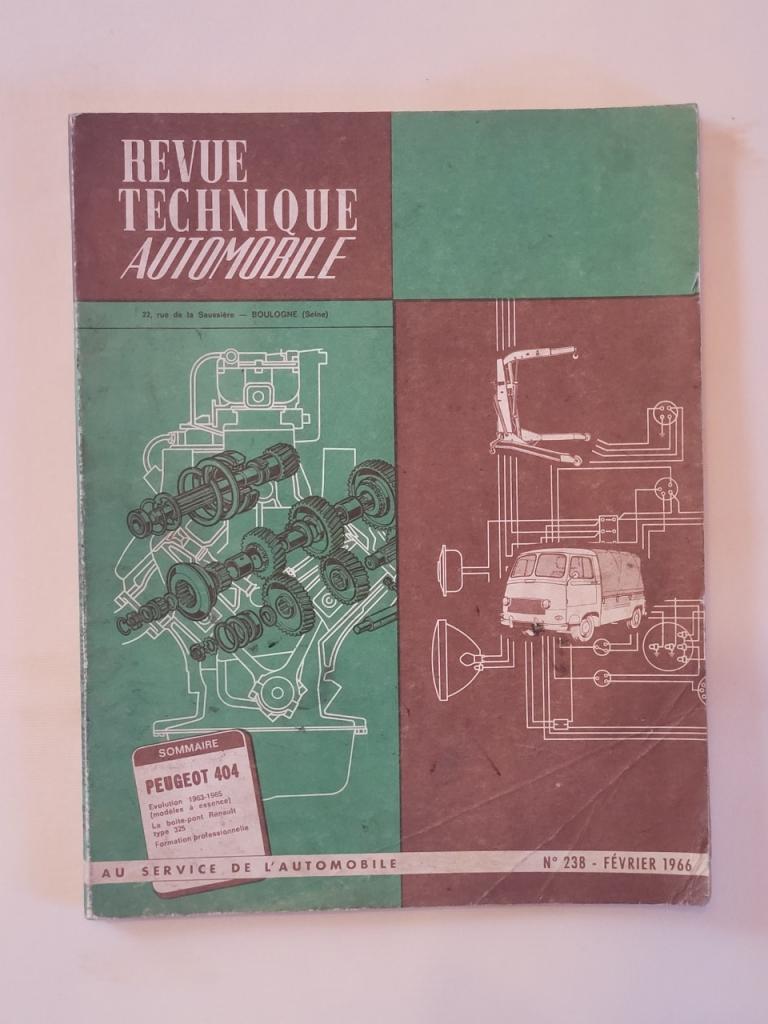 REVUE
TECHNIQUE
AUTOMOBILE
22, rue de la Saussière — BOULOGNE (Seine)
SOMMAIRE
PEUGEOT 404
Evolution 1963-1965
(modèles à essence)
La boîte-pont Renault
type 325
Formation professionnelle
AU SERVICE DE L'AUTOMOBILE
N° 238 - FÉVRIER 1966